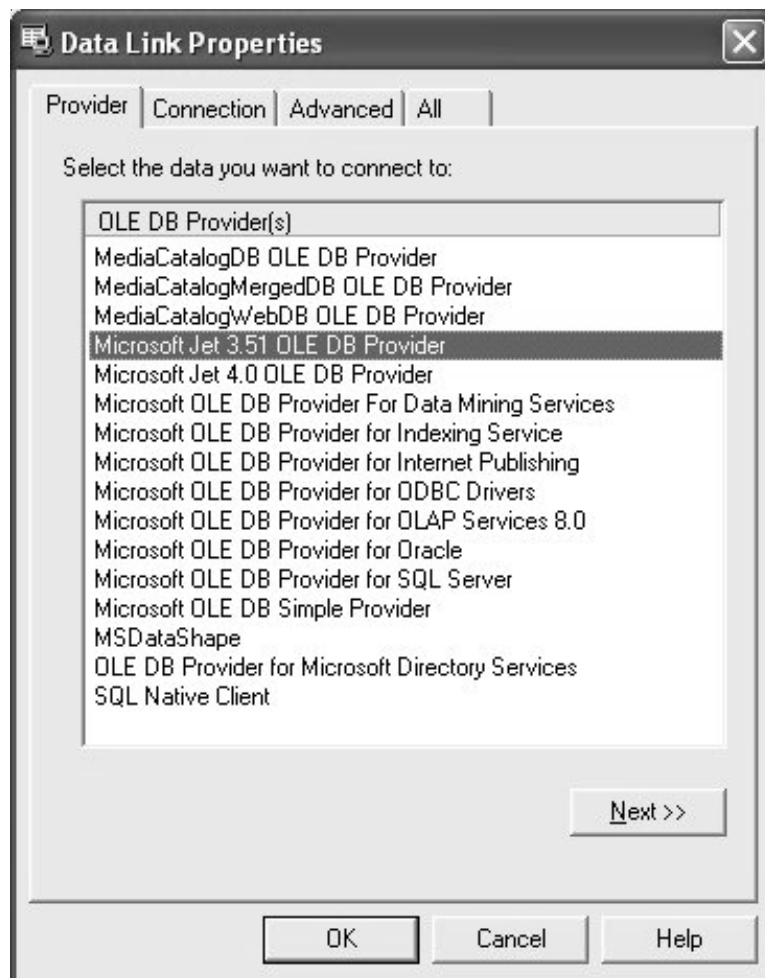 Data Link Properties
Provider Connection Advanced All
Select the data you want to connect to:
OLE DB Provider(s)
MediaCatalogDB OLE DB Provider
MediaCatalogMergedDB OLE DB Provider
MediaCatalogWebDB OLE DB Provider
Microsoft Jet 3.51 OLE DB Provider
Microsoft Jet 4.0 OLE DB Provider
Microsoft OLE DB Provider For Data Mining Services
Microsoft OLE DB Provider for Indexing Service
Microsoft OLE DB Provider for Internet Publishing
Microsoft OLE DB Provider for ODBC Drivers
Microsoft OLE DB Provider for OLAP Services 8.0
Microsoft OLE DB Provider for Oracle
Microsoft OLE DB Provider for SQL Server
Microsoft OLE DB Simple Provider
MSDataShape
OLE DB Provider for Microsoft Directory Services
SQL Native Client
Next >>
OK Cancel Help